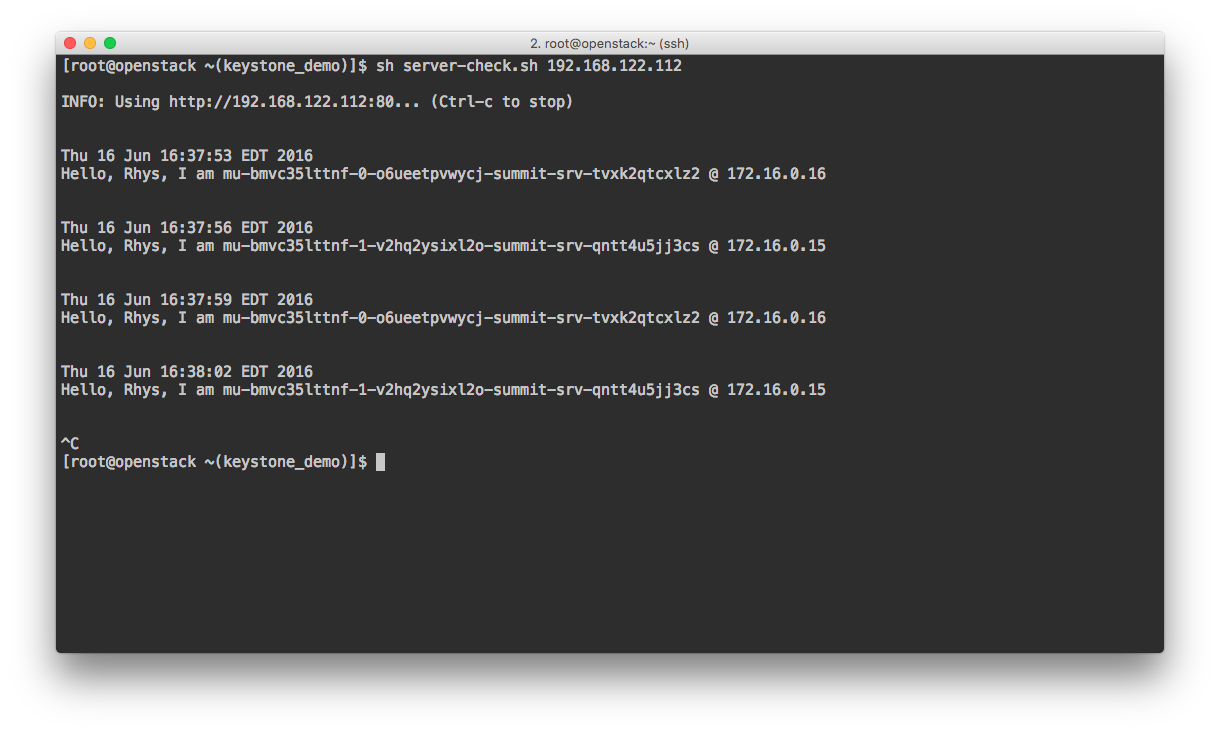 2. root@openstack:~ (ssh)
[root@openstack ~(keystone_demo)]$ sh server-check.sh 192.168.122.112
INFO: Using http://192.168.122.112:80... (Ctrl-c to stop)
Thu 16 Jun 16:37:53 EDT 2016
Hello, Rhys, I am mu-bmvc35lttnf-0-o6ueetpvwycj-summit-srv-tvxk2qtcxlz2 @ 172.16.0.16
Thu 16 Jun 16:37:56 EDT 2016
Hello, Rhys, I am mu-bmvc35lttnf-1-v2hq2ysixl2o-summit-srv-qntt4u5jj3cs @ 172.16.0.15
Thu 16 Jun 16:37:59 EDT 2016
Hello, Rhys, I am mu-bmvc35lttnf-0-o6ueetpvwycj-summit-srv-tvxk2qtcxlz2 @ 172.16.0.16
Thu 16 Jun 16:38:02 EDT 2016
Hello, Rhys, I am mu-bmvc35lttnf-1-v2hq2ysixl2o-summit-srv-qntt4u5jj3cs @ 172.16.0.15
^C
[root@openstack ~(keystone_demo)]$